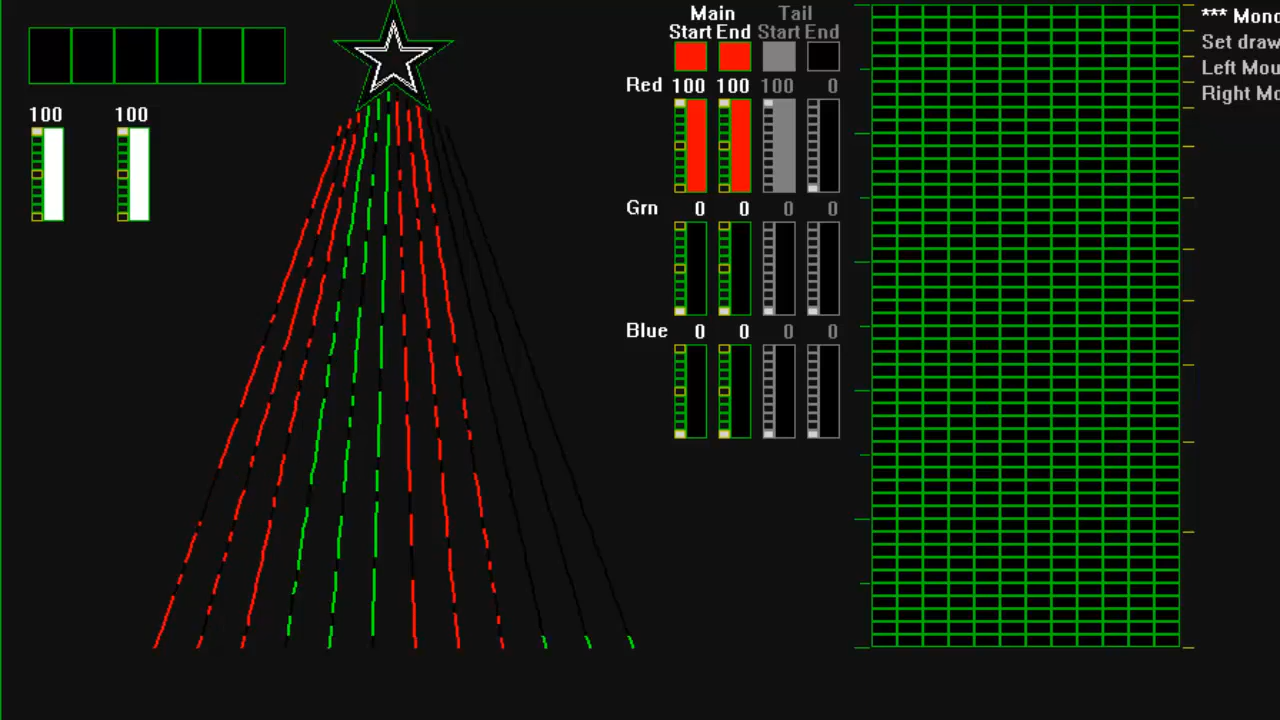 Main Tail
Start End Start End
Red 100 100 100 0
Grn 0 0 0 0
Blue 0 0 0 0
100 100
*** Mono
Set draw
Left Mou
Right Mo